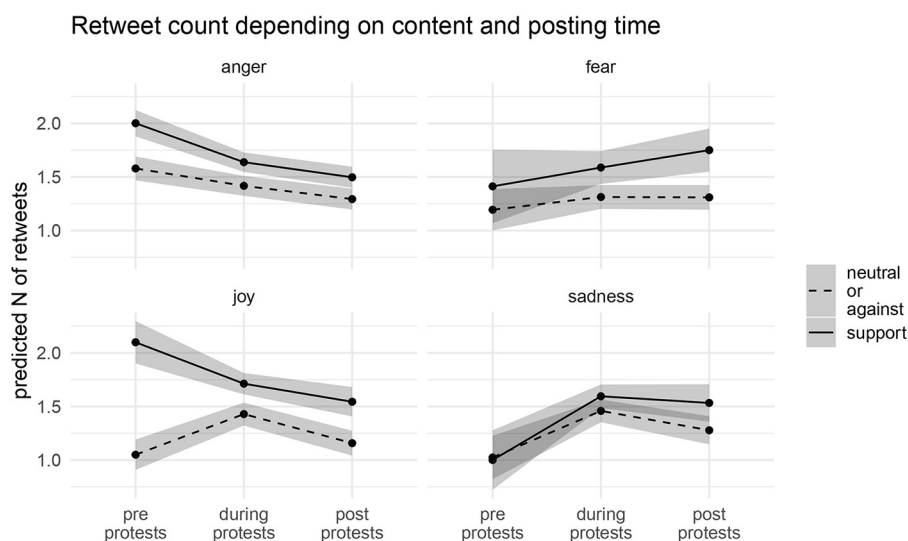 Retweet count depending on content and posting time
anger
fear
2.0
1.5
1.0
predicted N of retweets
joy
sadness
2.0
1.5
1.0
neutral
or
against
support
pre
protests
during
protests
post
protests
pre
protests
during
protests
post
protests